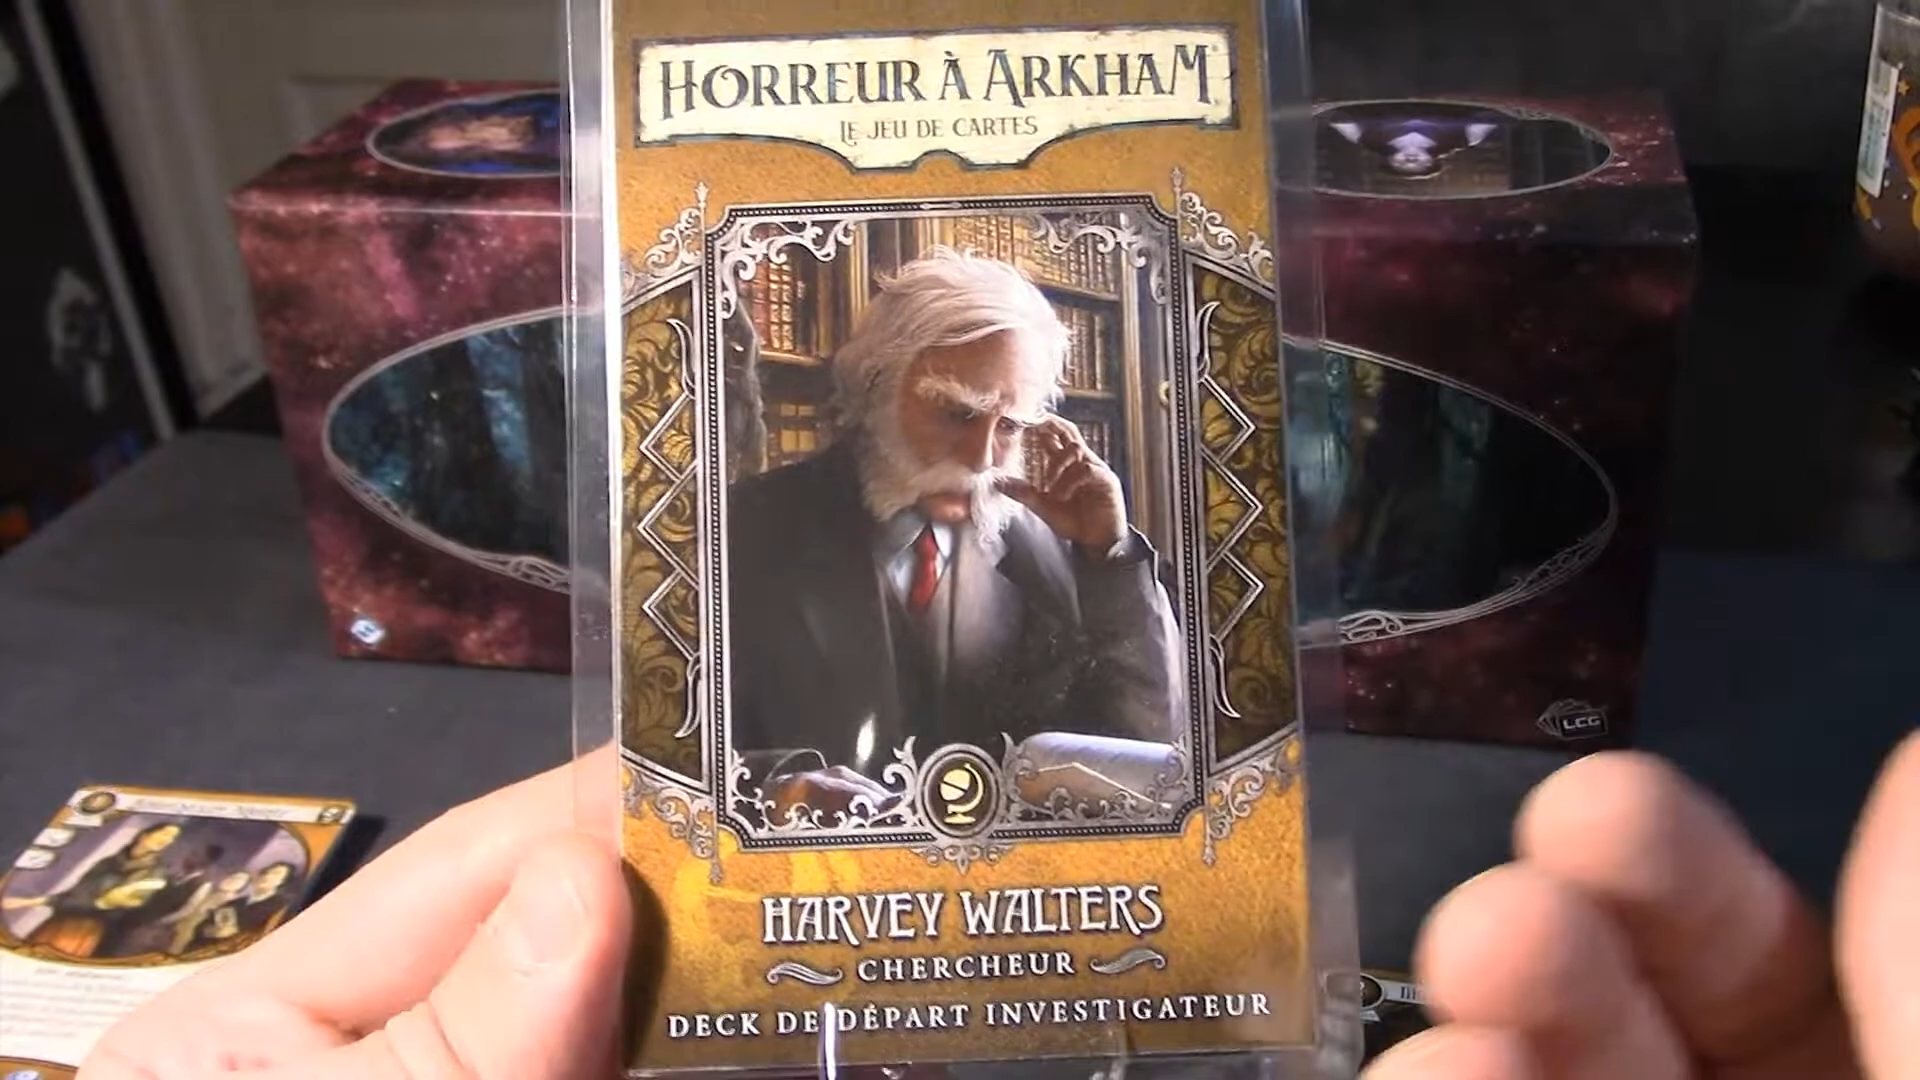 HORREUR À ARKHAM
LE JEU DE CARTES
HARVEY WALTERS
CHERCHEUR
DECK DE DÉPART INVESTIGATEUR
LCG